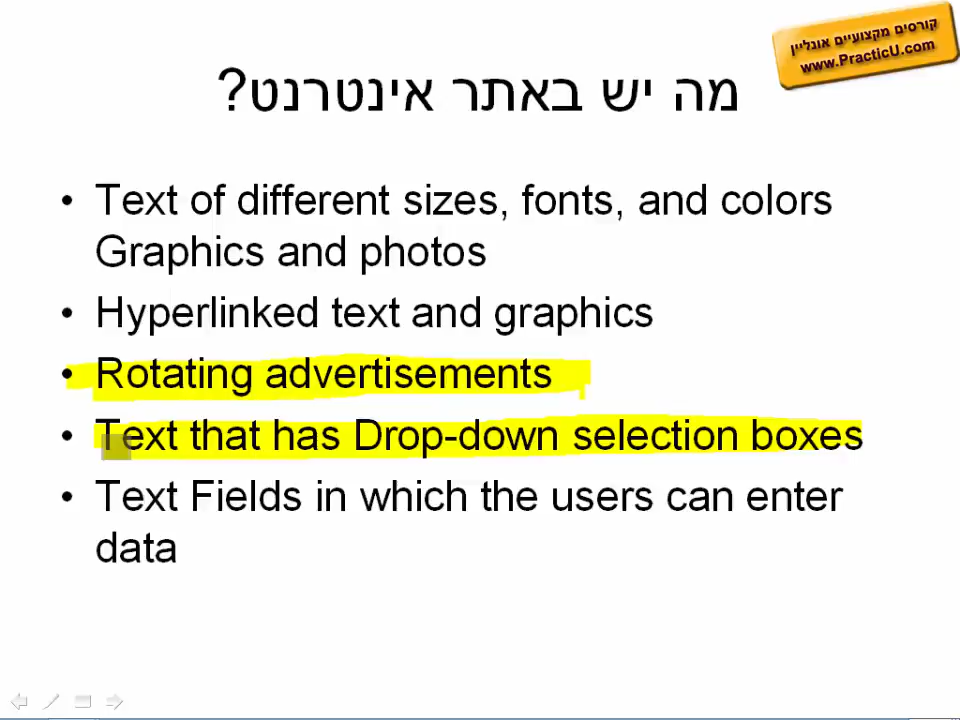 קורסים מקצועיים אונליין
www.PracticU.com
מה יש באתר אינטרנט?
• Text of different sizes, fonts, and colors
Graphics and photos
• Hyperlinked text and graphics
• Rotating advertisements
• Text that has Drop-down selection boxes
• Text Fields in which the users can enter
data